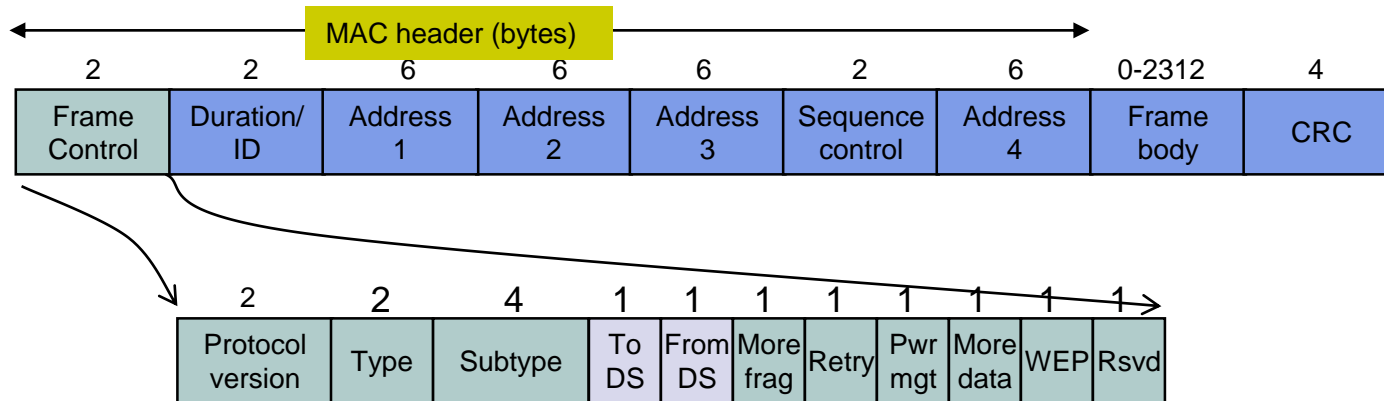 MAC header (bytes)
2 2 6 6 6 2 6 0-2312 4
Frame Duration/ Address Address Address Sequence Address Frame CRC
Control ID 1 2 3 control 4 body
2 2 4 1 1 1 1 1 1 1 1
Protocol Type Subtype To From More Retry Pwr More WEP Rsvd
version DS DS frag mgt data